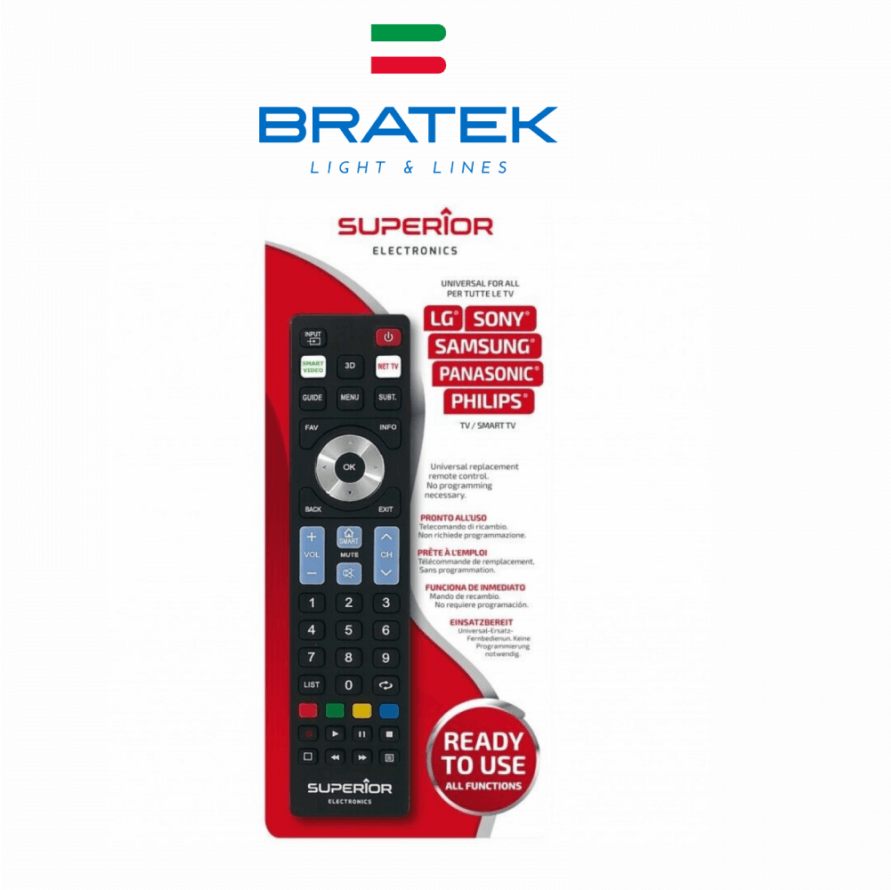 BRATEK
LIGHT & LINES
SUPERIOR
ELECTRONICS
UNIVERSAL FOR ALL
PER TUTTE LE TV
LG® SONY®
SAMSUNG®
PANASONIC®
PHILIPS®
TV / SMART TV
Universal replacement
remote control.
No programming
necessary.
PRONTO ALL'USO
Telecomando di ricambio.
Non richiede programmazione.
PRÊTE À L'EMPLOI
Télécommande de remplacement,
Sans programmation.
FUNCIONA DE INMEDIATO
Mando de recambio.
No requiere programación.
EINSATZBEREIT
Universal-Ersatz-
Fernbedienun. Keine
Programmierung
notwendig.
READY
TO USE
ALL FUNCTIONS
INPUT
SMART
VIDEO
3D
NET TV
GUIDE MENU SUBT.
FAV INFO
OK
BACK EXIT
+
SMART
VOL MUTE CH
−
1 2 3
4 5 6
7 8 9
LIST 0
SUPERIOR
ELECTRONICS